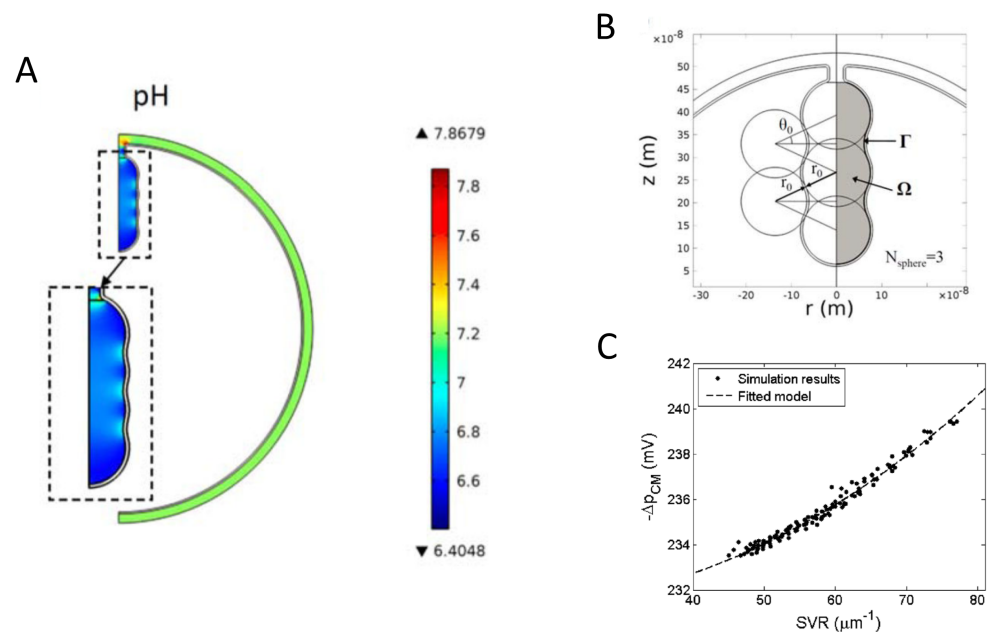 A
pH
▲ 7.8679
7.8
7.6
7.4
7.2
7
6.8
6.6
▼ 6.4048
B
×10⁻⁸
50
45
40
35
30
25
20
15
10
5
z (m)
θ₀
r₀
r₀
Γ
Ω
N_sphere=3
-30 -20 -10 0 10 ×10⁻⁸
r (m)
C
242
240
238
236
234
232
-Δp_CM (mV)
Simulation results
Fitted model
40 50 60 70 80
SVR (μm⁻¹)